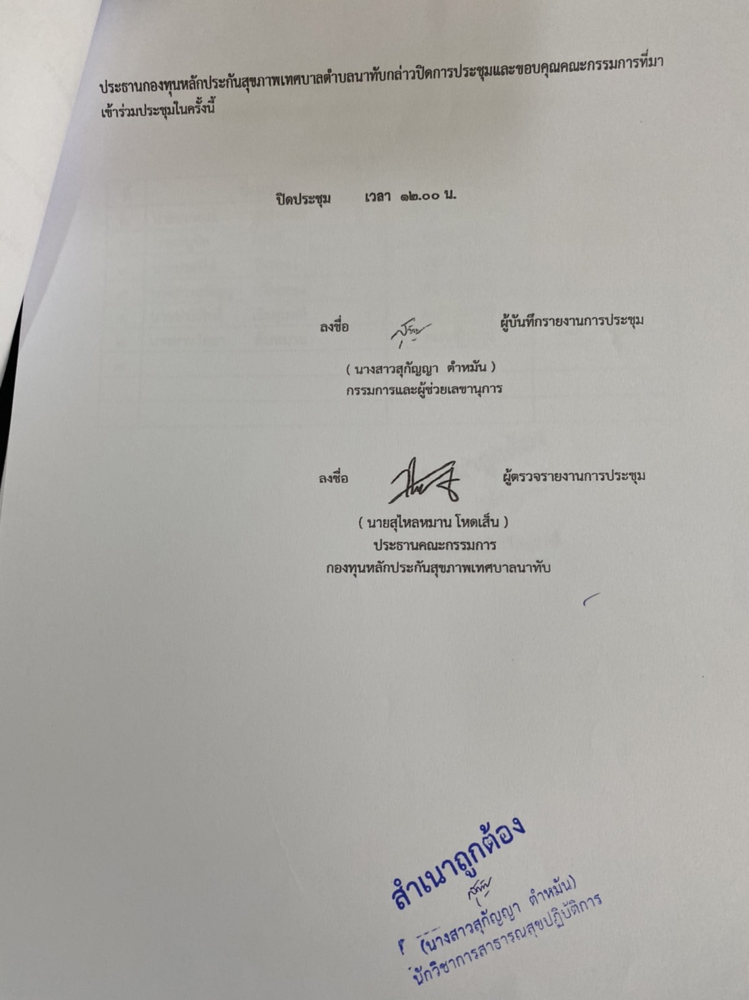 ประธานกองทุนหลักประกันสุขภาพเทศบาลตำบลนาทับกล่าวปิดการประชุมและขอบคุณคณะกรรมการที่มา
เข้าร่วมประชุมในครั้งนี้
ปิดประชุม เวลา ๑๒.๐๐ น.
ลงชื่อ ผู้บันทึกรายงานการประชุม
( นางสาวสุกัญญา ตำหมัน )
กรรมการและผู้ช่วยเลขานุการ
ลงชื่อ ผู้ตรวจรายงานการประชุม
( นายสุไหลหมาน โหดเส็น )
ประธานคณะกรรมการ
กองทุนหลักประกันสุขภาพเทศบาลนาทับ
สำเนาถูกต้อง
(นางสาวสุกัญญา ตำหมัน)
นักวิชาการสาธารณสุขปฏิบัติการ